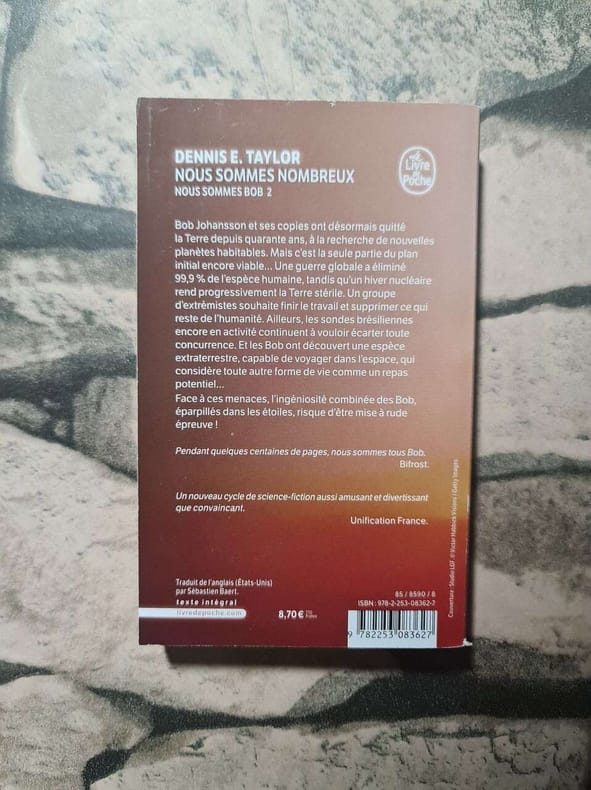 DENNIS E. TAYLOR
NOUS SOMMES NOMBREUX
NOUS SOMMES BOB 2
Le
Livre
de
Poche
Bob Johansson et ses copies ont désormais quitté
la Terre depuis quarante ans, à la recherche de nouvelles
planètes habitables. Mais c'est la seule partie du plan
initial encore viable... Une guerre globale a éliminé
99,9 % de l'espèce humaine, tandis qu'un hiver nucléaire
rend progressivement la Terre stérile. Un groupe
d'extrémistes souhaite finir le travail et supprimer ce qui
reste de l'humanité. Ailleurs, les sondes brésiliennes
encore en activité continuent à vouloir écarter toute
concurrence. Et les Bob ont découvert une espèce
extraterrestre, capable de voyager dans l'espace, qui
considère toute autre forme de vie comme un repas
potentiel...
Face à ces menaces, l'ingéniosité combinée des Bob,
éparpillés dans les étoiles, risque d'être mise à rude
épreuve !
Pendant quelques centaines de pages, nous sommes tous Bob.
Bifrost.
Un nouveau cycle de science-fiction aussi amusant et divertissant
que convaincant.
Unification France.
Traduit de l'anglais (États-Unis)
par Sébastien Baert.
texte intégral
livredepoche.com
8,70 €
85 / 8590 / 8
ISBN : 978-2-253-08362-7
9 782253 083627
Couverture : Studio LGF. © Victor Habbick Visions / Getty Images